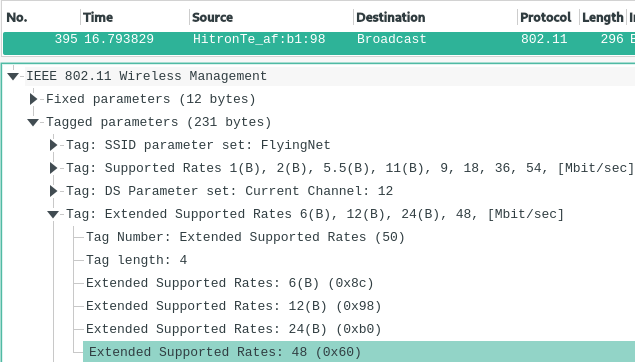 No. Time Source Destination Protocol Length
395 16.793829 HitronTe_af:b1:98 Broadcast 802.11 296
IEEE 802.11 Wireless Management
Fixed parameters (12 bytes)
Tagged parameters (231 bytes)
Tag: SSID parameter set: FlyingNet
Tag: Supported Rates 1(B), 2(B), 5.5(B), 11(B), 9, 18, 36, 54, [Mbit/sec]
Tag: DS Parameter set: Current Channel: 12
Tag: Extended Supported Rates 6(B), 12(B), 24(B), 48, [Mbit/sec]
Tag Number: Extended Supported Rates (50)
Tag length: 4
Extended Supported Rates: 6(B) (0x8c)
Extended Supported Rates: 12(B) (0x98)
Extended Supported Rates: 24(B) (0xb0)
Extended Supported Rates: 48 (0x60)